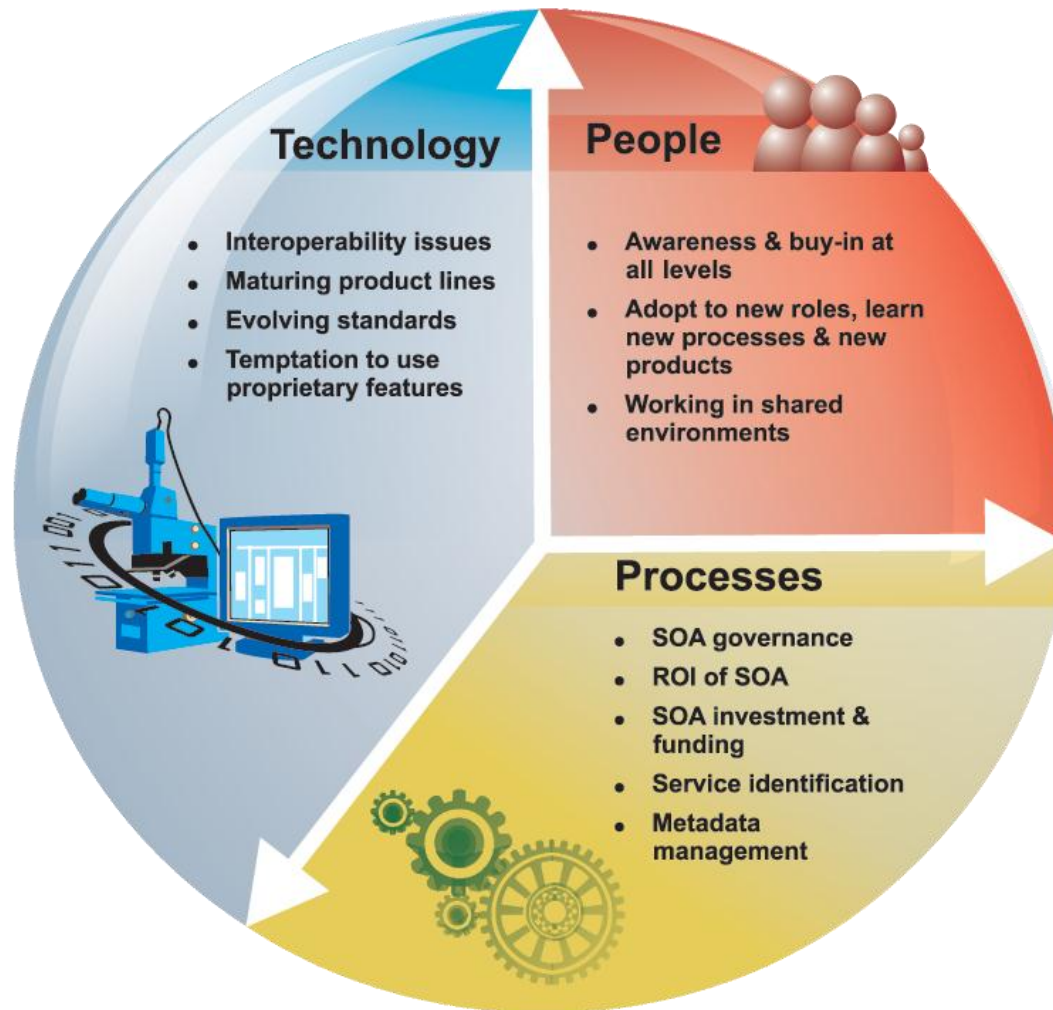 Technology
• Interoperability issues
• Maturing product lines
• Evolving standards
• Temptation to use
proprietary features
People
• Awareness & buy-in at
all levels
• Adopt to new roles, learn
new processes & new
products
• Working in shared
environments
Processes
• SOA governance
• ROI of SOA
• SOA investment &
funding
• Service identification
• Metadata
management